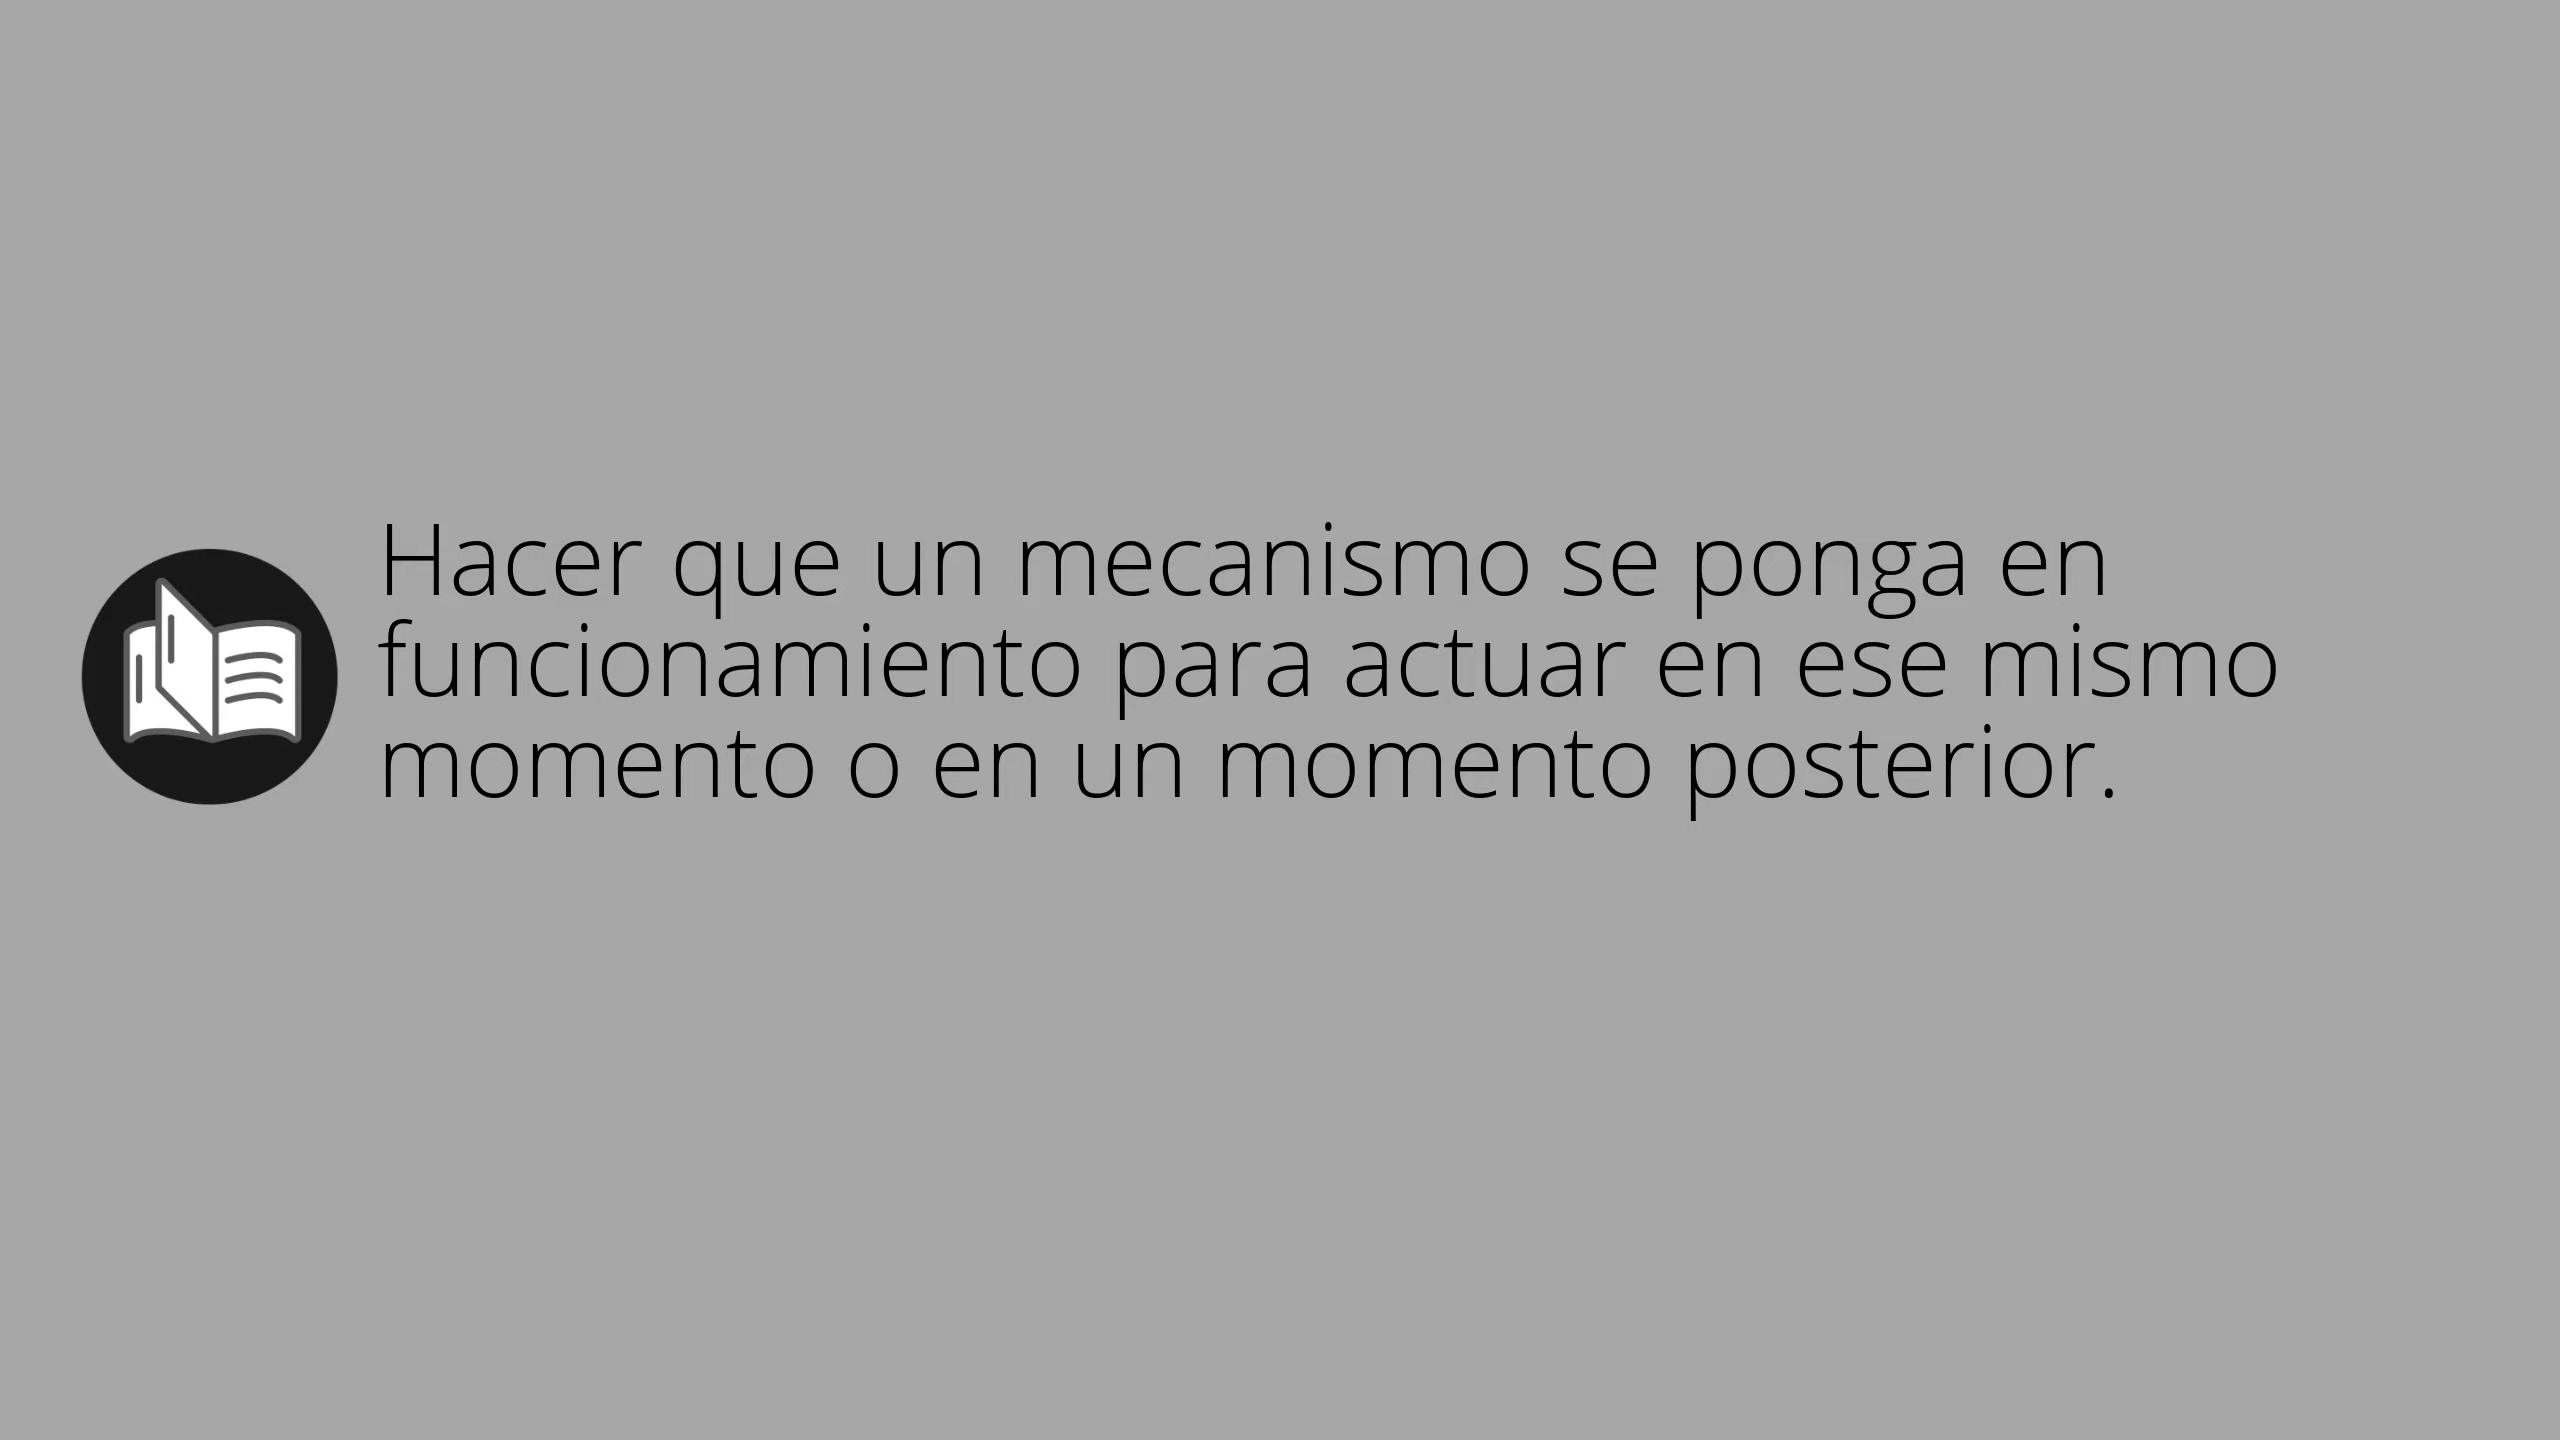 Hacer que un mecanismo se ponga en
funcionamiento para actuar en ese mismo
momento o en un momento posterior.